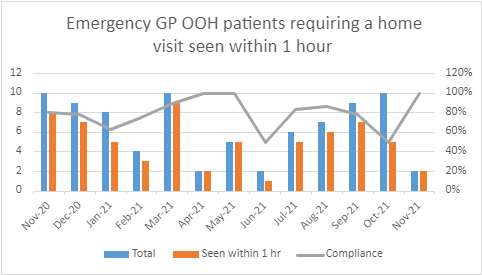 Emergency GP OOH patients requiring a home
visit seen within 1 hour
12
10
8
6
4
2
0
120%
100%
80%
60%
40%
20%
0%
Nov-20
Dec-20
Jan-21
Feb-21
Mar-21
Apr-21
May-21
Jun-21
Jul-21
Aug-21
Sep-21
Oct-21
Nov-21
Total
Seen within 1 hr
Compliance